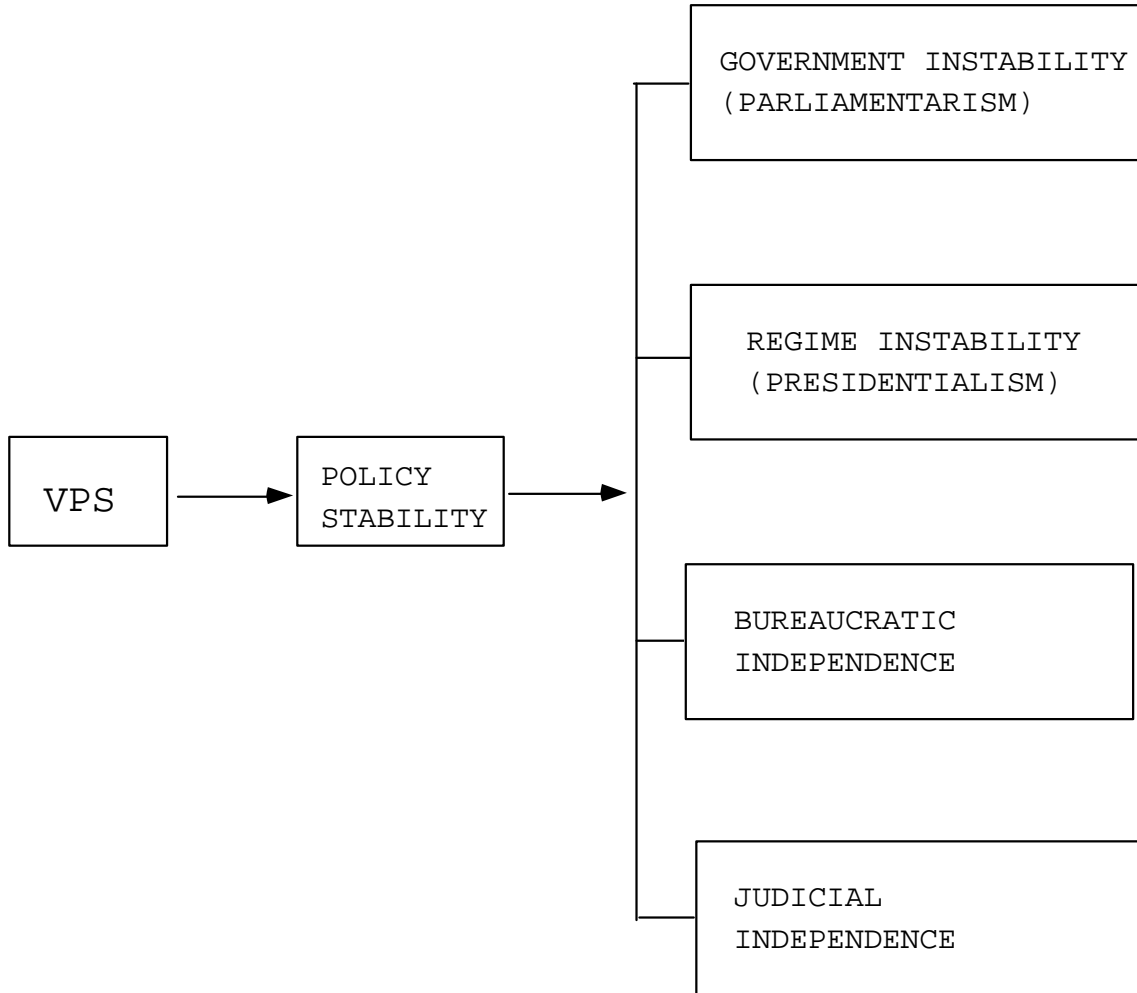 GOVERNMENT INSTABILITY
(PARLIAMENTARISM)
REGIME INSTABILITY
(PRESIDENTIALISM)
VPS
POLICY
STABILITY
BUREAUCRATIC
INDEPENDENCE
JUDICIAL
INDEPENDENCE